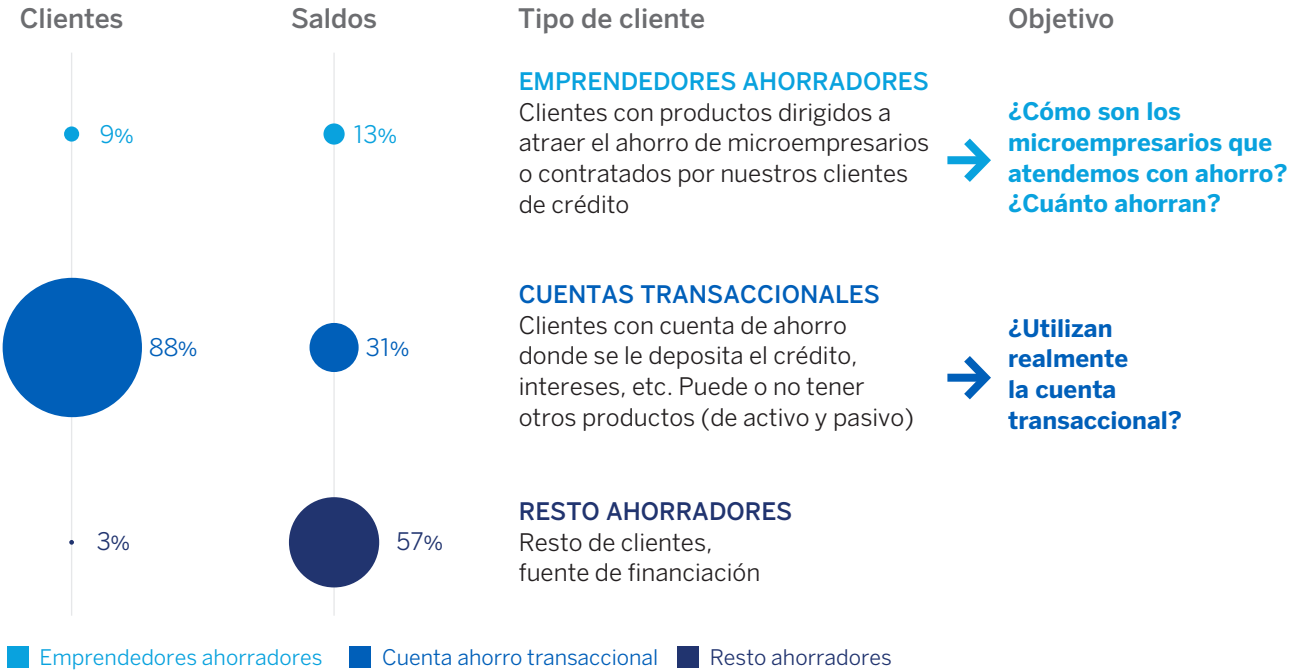 Clientes Saldos Tipo de cliente Objetivo
9% 13%
EMPRENDEDORES AHORRADORES
Clientes con productos dirigidos a
atraer el ahorro de microempresarios
o contratados por nuestros clientes
de crédito
¿Cómo son los
microempresarios que
atendemos con ahorro?
¿Cuánto ahorran?
88% 31%
CUENTAS TRANSACCIONALES
Clientes con cuenta de ahorro
donde se le deposita el crédito,
intereses, etc. Puede o no tener
otros productos (de activo y pasivo)
¿Utilizan
realmente
la cuenta
transaccional?
3% 57%
RESTO AHORRADORES
Resto de clientes,
fuente de financiación
Emprendedores ahorradores Cuenta ahorro transaccional Resto ahorradores